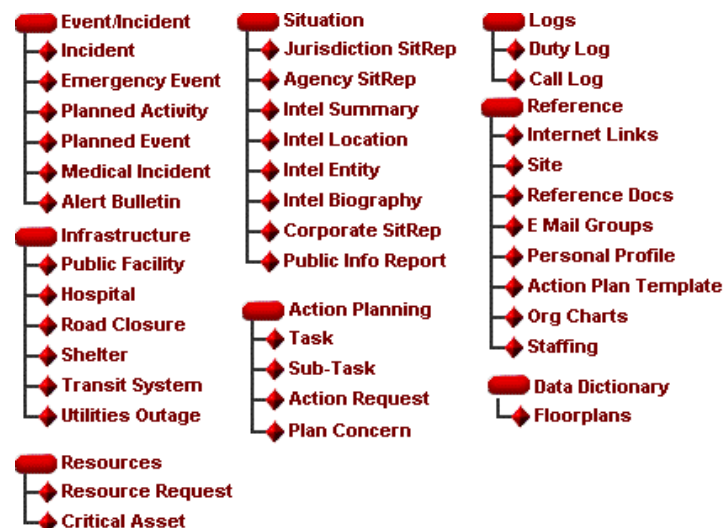 Event/Incident
Incident
Emergency Event
Planned Activity
Planned Event
Medical Incident
Alert Bulletin
Infrastructure
Public Facility
Hospital
Road Closure
Shelter
Transit System
Utilities Outage
Resources
Resource Request
Critical Asset
Situation
Jurisdiction SitRep
Agency SitRep
Intel Summary
Intel Location
Intel Entity
Intel Biography
Corporate SitRep
Public Info Report
Action Planning
Task
Sub-Task
Action Request
Plan Concern
Logs
Duty Log
Call Log
Reference
Internet Links
Site
Reference Docs
E Mail Groups
Personal Profile
Action Plan Template
Org Charts
Staffing
Data Dictionary
Floorplans